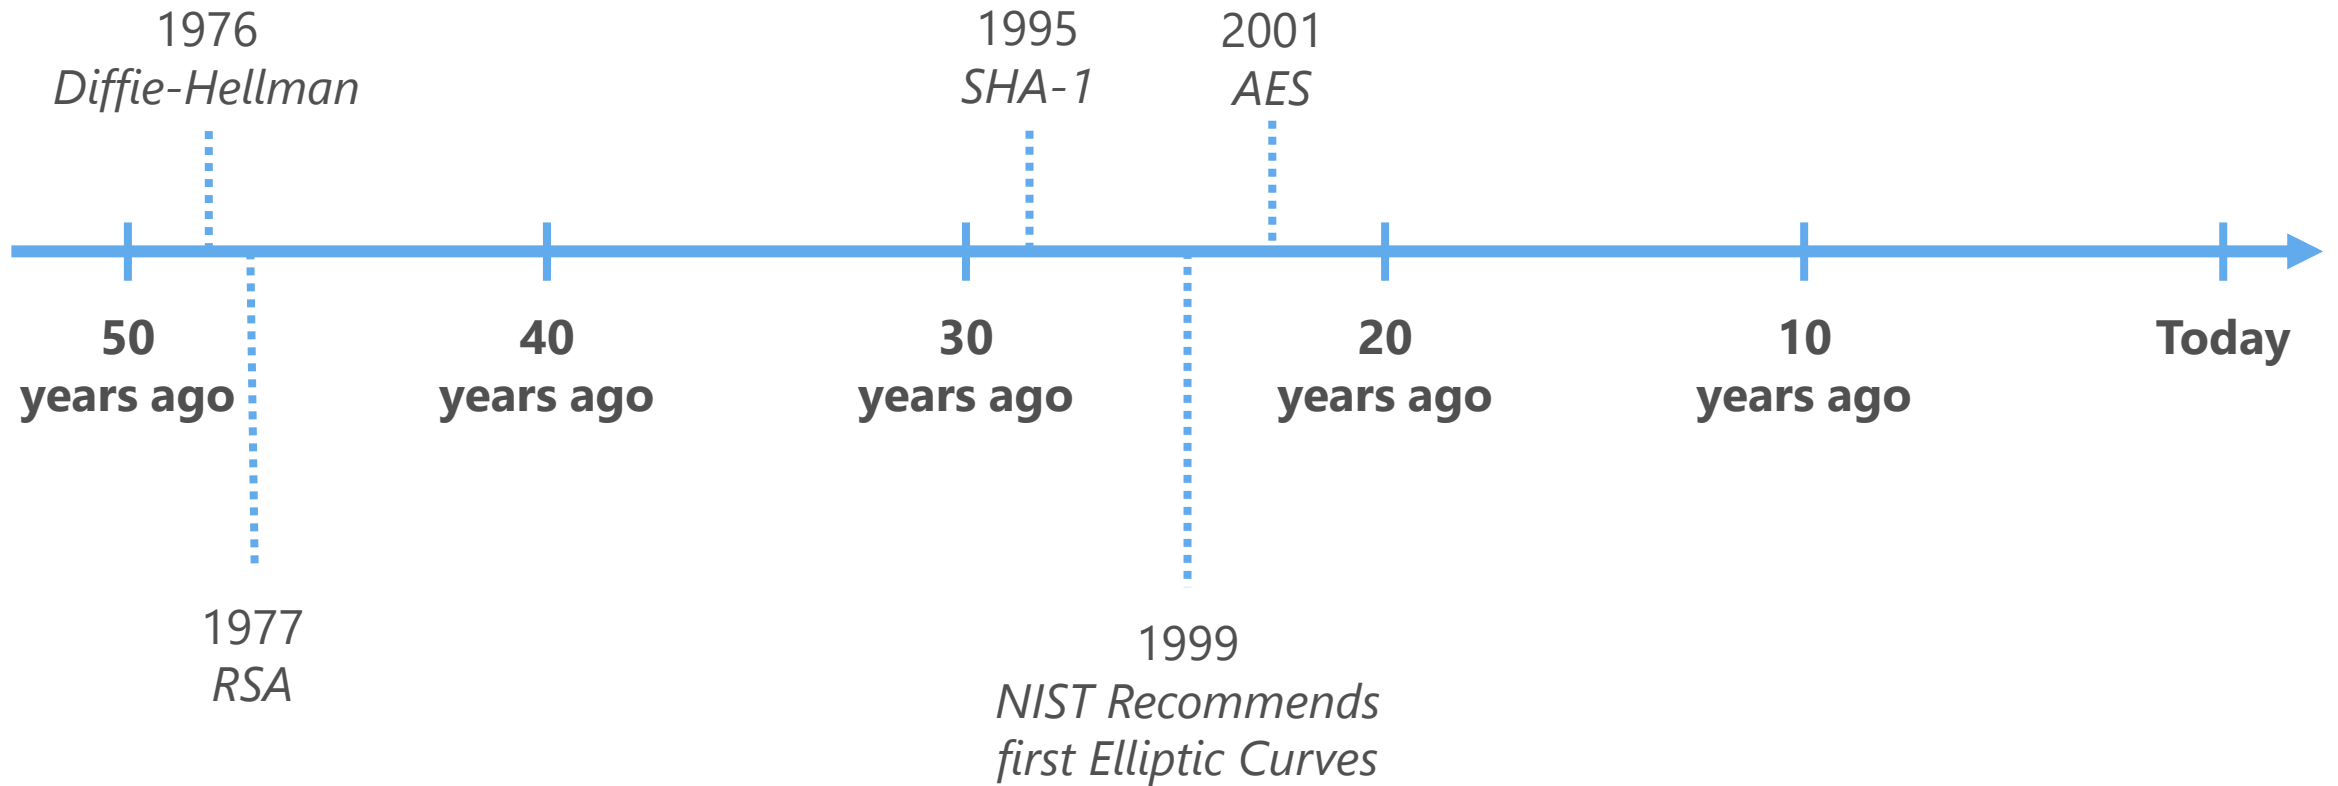 1976
Diffie-Hellman
1995
SHA-1
2001
AES
50
years ago
40
years ago
30
years ago
20
years ago
10
years ago
Today
1977
RSA
1999
NIST Recommends
first Elliptic Curves